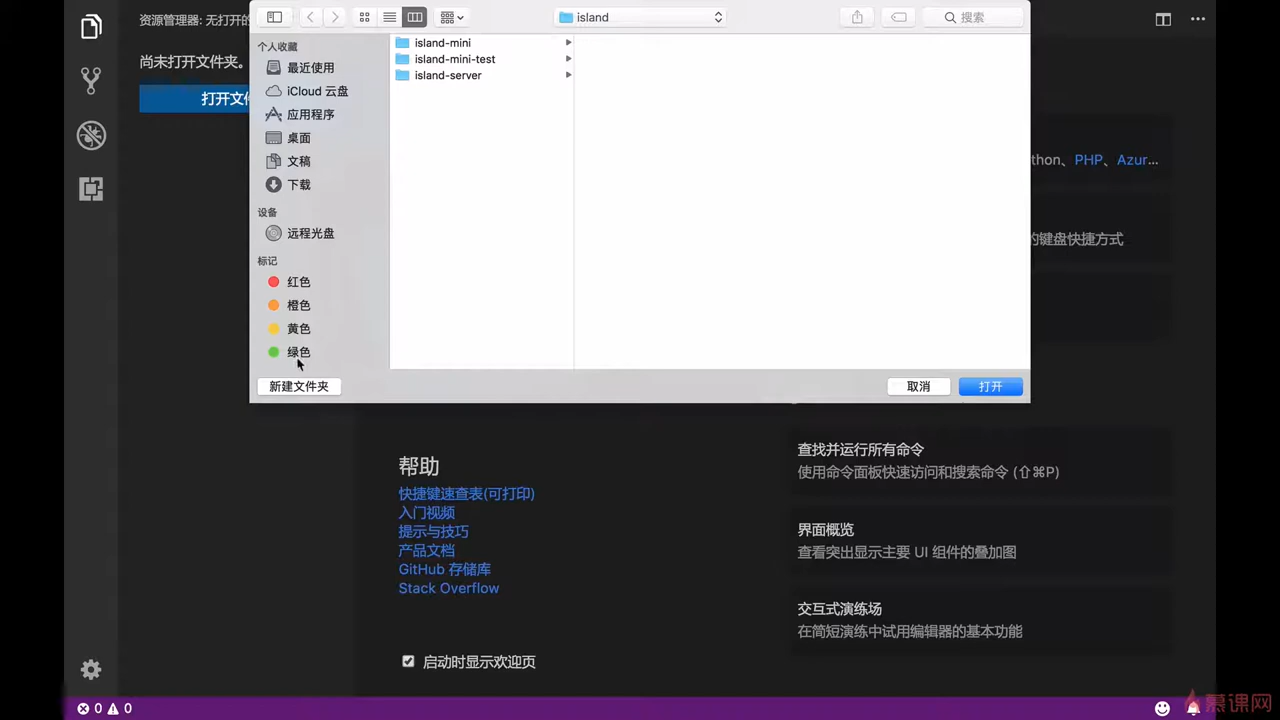 资源管理器: 无打开的
尚未打开文件夹。
打开文件
island
搜索
个人收藏
最近使用
iCloud 云盘
应用程序
桌面
文稿
下载
设备
远程光盘
标记
红色
橙色
黄色
绿色
island-mini
island-mini-test
island-server
新建文件夹
取消
打开
thon、PHP、Azur...
的键盘快捷方式
帮助
快捷键速查表(可打印)
入门视频
提示与技巧
产品文档
GitHub 存储库
Stack Overflow
启动时显示欢迎页
查找并运行所有命令
使用命令面板快速访问和搜索命令 (⇧⌘P)
界面概览
查看突出显示主要 UI 组件的叠加图
交互式演练场
在简短演练中试用编辑器的基本功能
0 0
慕课网